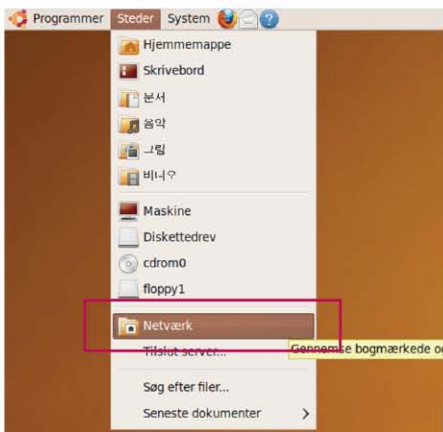 Programmer Steder System
Hjemmemappe
Skrivebord
문서
음악
그림
비디오
Maskine
Diskettedrev
cdrom0
floppy1
Netværk
Tilslut server...
Gennemse bogmærkede og
Søg efter filer...
Seneste dokumenter